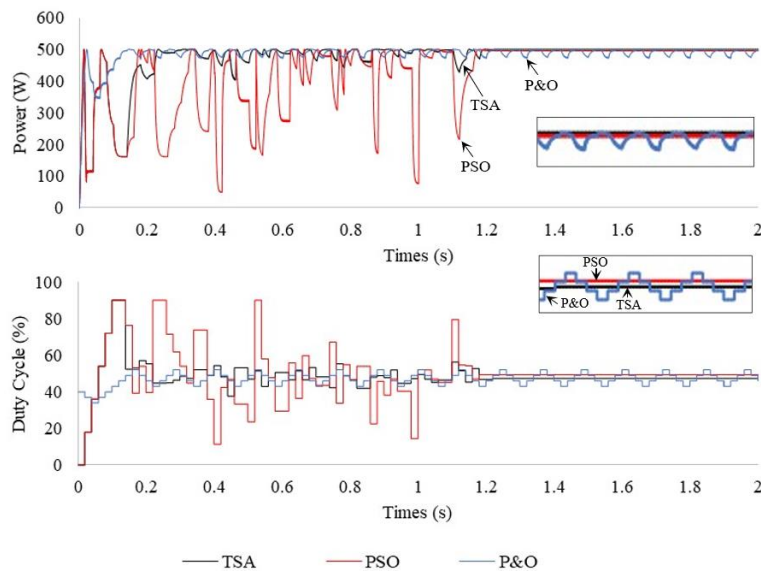 600
500
400
300
200
100
0
Power (W)
TSA
P&O
PSO
0 0.2 0.4 0.6 0.8 1 1.2 1.4 1.6 1.8 2
Times (s)
100
80
60
40
20
0
Duty Cycle (%)
PSO
P&O TSA
0 0.2 0.4 0.6 0.8 1 1.2 1.4 1.6 1.8 2
Times (s)
TSA PSO P&O